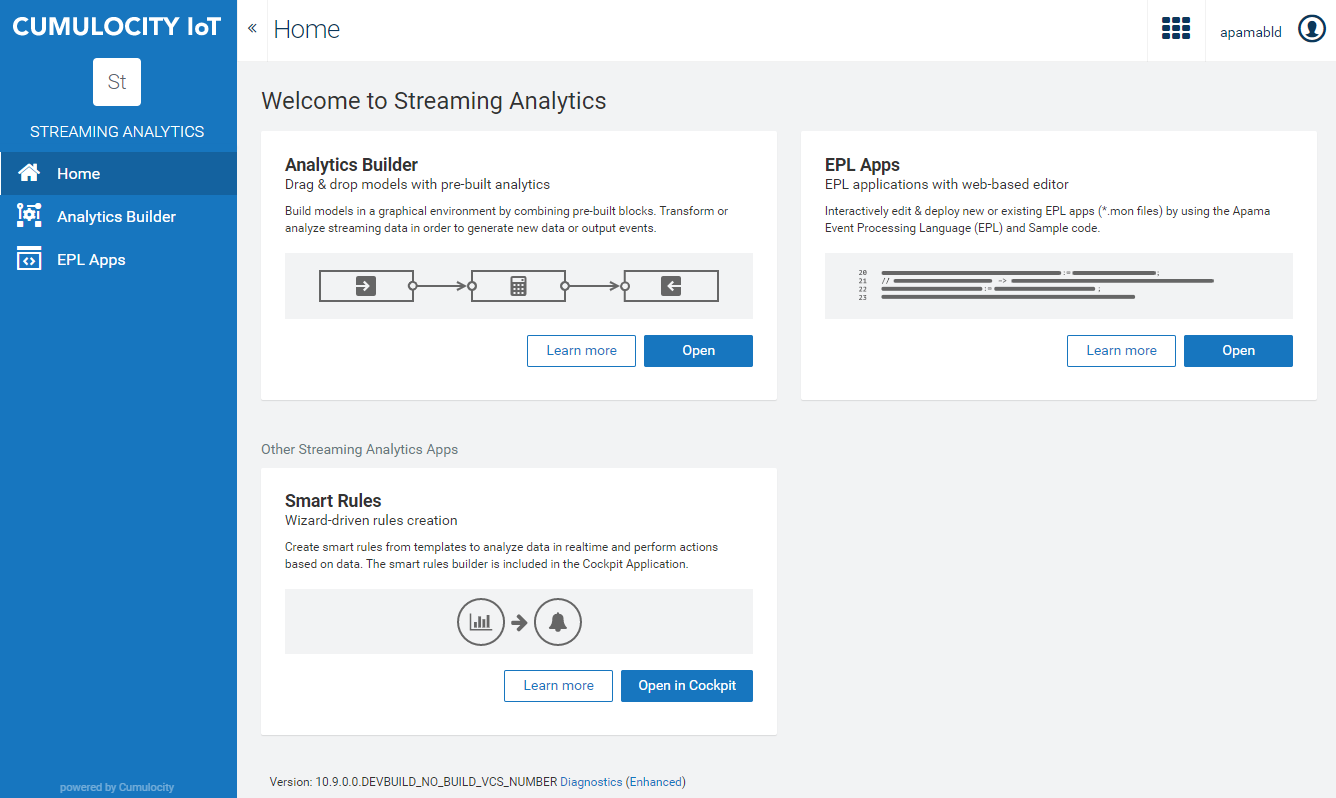 CUMULOCITY IoT
St
STREAMING ANALYTICS
Home
Analytics Builder
EPL Apps
powered by Cumulocity
«
Home
apamabld
Welcome to Streaming Analytics
Analytics Builder
Drag & drop models with pre-built analytics
Build models in a graphical environment by combining pre-built blocks. Transform or
analyze streaming data in order to generate new data or output events.
Learn more
Open
EPL Apps
EPL applications with web-based editor
Interactively edit & deploy new or existing EPL apps (*.mon files) by using the Apama
Event Processing Language (EPL) and Sample code.
20 := ;
21 // ->
22 := ;
23
Learn more
Open
Other Streaming Analytics Apps
Smart Rules
Wizard-driven rules creation
Create smart rules from templates to analyze data in realtime and perform actions
based on data. The smart rules builder is included in the Cockpit Application.
Learn more
Open in Cockpit
Version: 10.9.0.0.DEVBUILD_NO_BUILD_VCS_NUMBER Diagnostics (Enhanced)